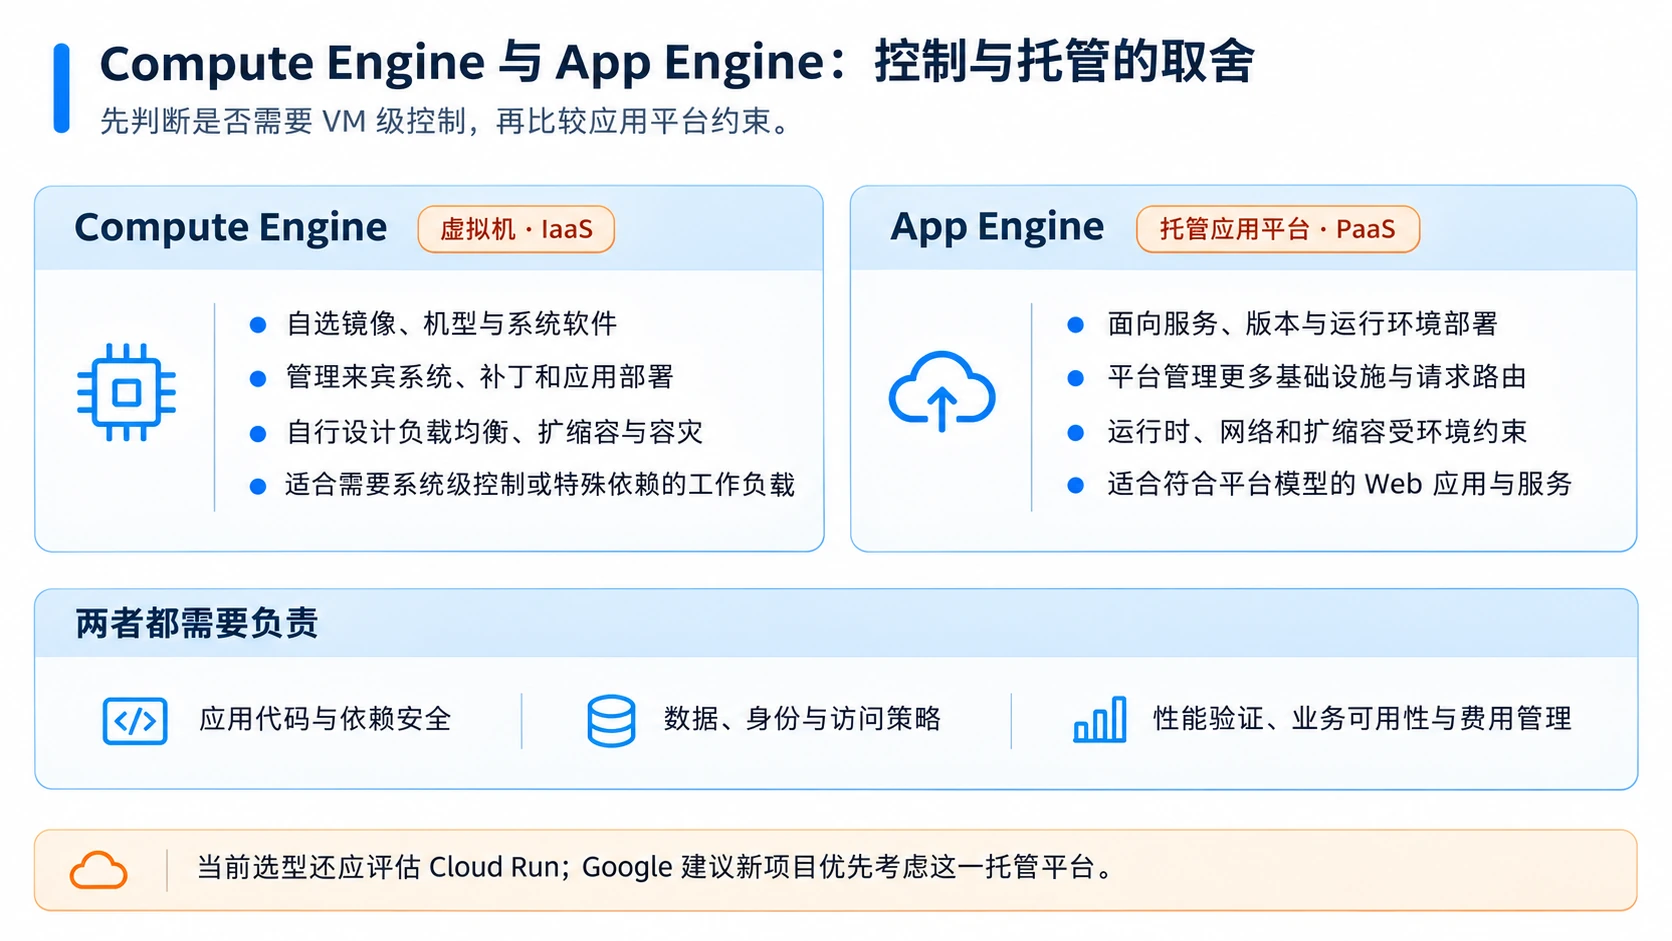 Compute Engine 与 App Engine：控制与托管的取舍
先判断是否需要 VM 级控制，再比较应用平台约束。
Compute Engine
虚拟机 · IaaS
自选镜像、机型与系统软件
管理来宾系统、补丁和应用部署
自行设计负载均衡、扩缩容与容灾
适合需要系统级控制或特殊依赖的工作负载
App Engine
托管应用平台 · PaaS
面向服务、版本与运行环境部署
平台管理更多基础设施与请求路由
运行时、网络和扩缩容受环境约束
适合符合平台模型的 Web 应用与服务
两者都需要负责
</>
应用代码与依赖安全
数据、身份与访问策略
性能验证、业务可用性与费用管理
当前选型还应评估 Cloud Run；Google 建议新项目优先考虑这一托管平台。